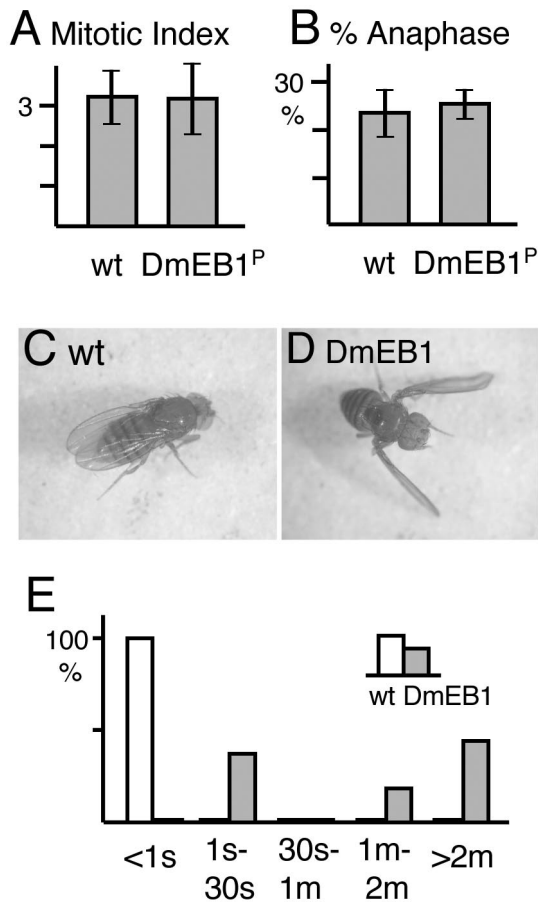 A Mitotic Index
3
wt DmEB1ᴾ
B % Anaphase
30
%
wt DmEB1ᴾ
C wt
D DmEB1
E
100
%
wt DmEB1
<1s
1s-
30s
30s-
1m
1m-
2m
>2m